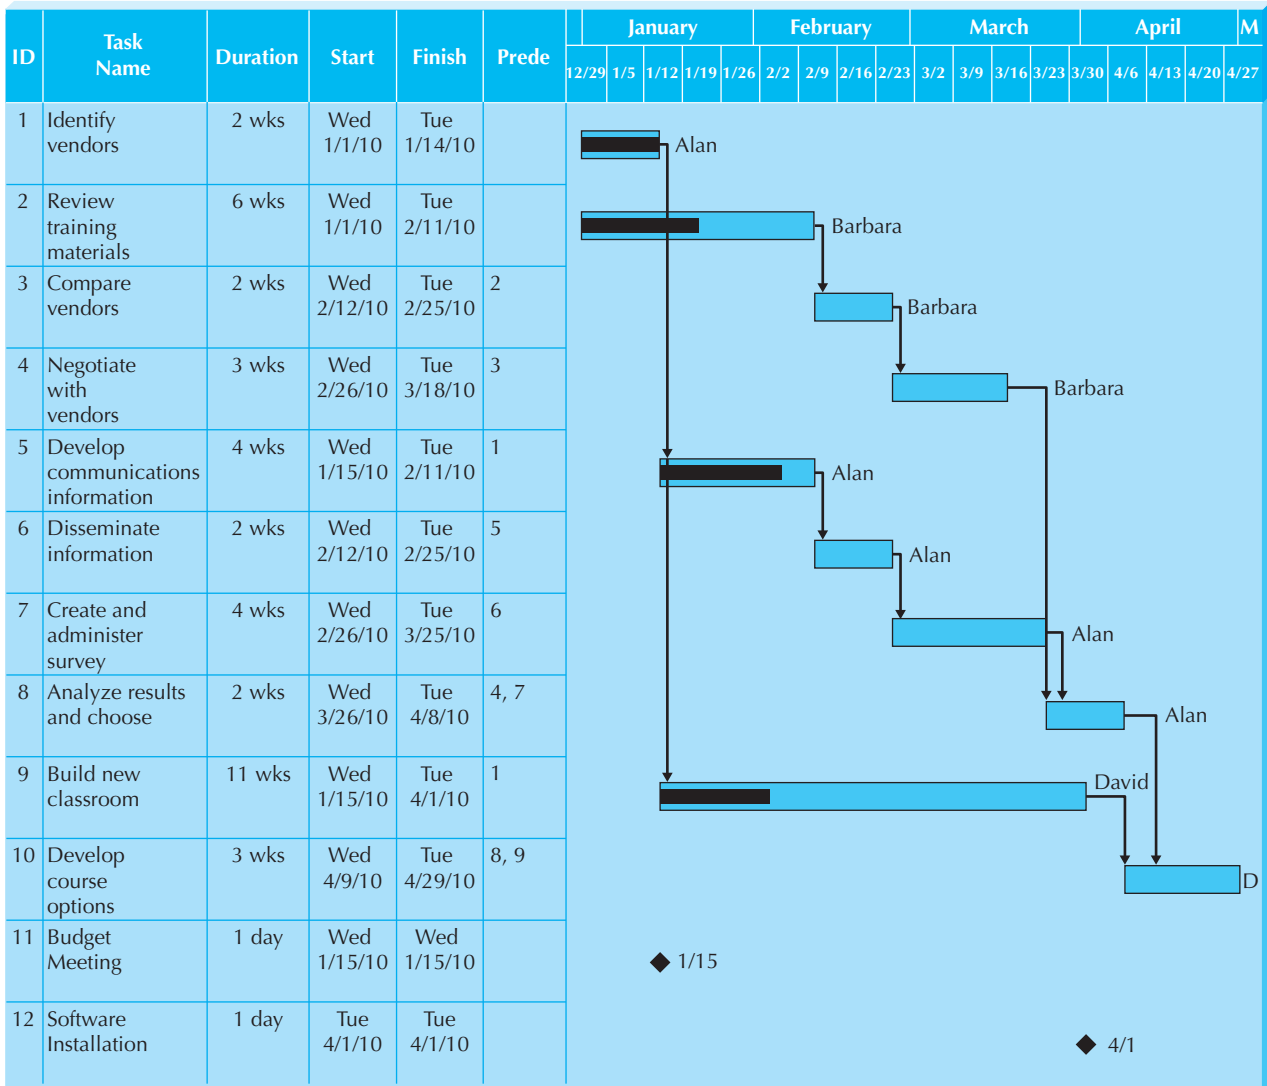 ID
Task
Name
Duration
Start
Finish
Prede
January
February
March
April
M
12/29 1/5 1/12 1/19 1/26 2/2 2/9 2/16 2/23 3/2 3/9 3/16 3/23 3/30 4/6 4/13 4/20 4/27
1 Identify 2 wks Wed Tue
vendors 1/1/10 1/14/10
Alan
2 Review 6 wks Wed Tue
training 1/1/10 2/11/10
materials
Barbara
3 Compare 2 wks Wed Tue 2
vendors 2/12/10 2/25/10
Barbara
4 Negotiate 3 wks Wed Tue 3
with 2/26/10 3/18/10
vendors
Barbara
5 Develop 4 wks Wed Tue 1
communications 1/15/10 2/11/10
information
Alan
6 Disseminate 2 wks Wed Tue 5
information 2/12/10 2/25/10
Alan
7 Create and 4 wks Wed Tue 6
administer 2/26/10 3/25/10
survey
Alan
8 Analyze results 2 wks Wed Tue 4, 7
and choose 3/26/10 4/8/10
Alan
9 Build new 11 wks Wed Tue 1
classroom 1/15/10 4/1/10
David
10 Develop 3 wks Wed Tue 8, 9
course 4/9/10 4/29/10
options
D
11 Budget 1 day Wed Wed
Meeting 1/15/10 1/15/10
1/15
12 Software 1 day Tue Tue
Installation 4/1/10 4/1/10
4/1